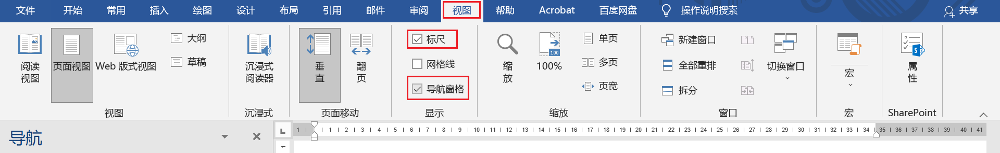 文件 开始 常用 插入 绘图 设计 布局 引用 邮件 审阅 视图 帮助 Acrobat 百度网盘 操作说明搜索 共享
阅读
视图
页面视图
Web 版式视图
大纲
草稿
视图
沉浸式
阅读器
沉浸式
垂
直
翻
页
页面移动
标尺
网格线
导航窗格
显示
缩
放
100
100%
单页
多页
页宽
缩放
新建窗口
全部重排
拆分
切换窗口
窗口
宏
宏
S
属
性
SharePoint
导航
L
1 1 2 3 4 5 6 7 8 9 10 11 12 13 14 15 16 17 18 19 20 21 22 23 24 25 26 27 28 29 30 31 32 33 34 35 36 37 38 39 40 41
1